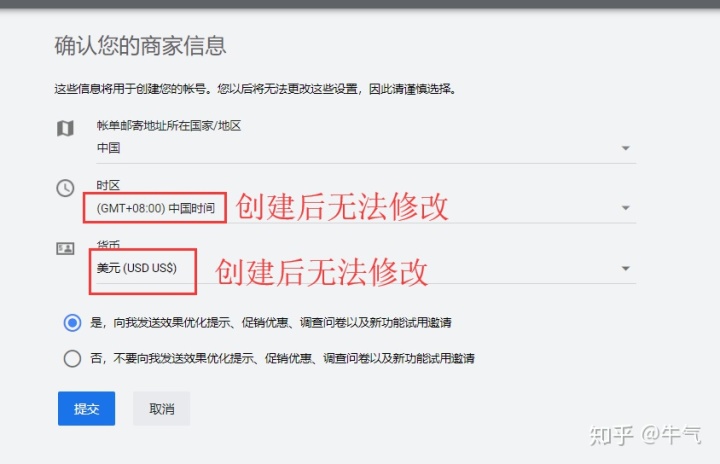 确认您的商家信息
这些信息将用于创建您的帐号。您以后将无法更改这些设置，因此请谨慎选择。
帐单邮寄地址所在国家/地区
中国
时区
(GMT+08:00) 中国时间
创建后无法修改
货币
美元 (USD US$)
创建后无法修改
是，向我发送效果优化提示、促销优惠、调查问卷以及新功能试用邀请
否，不要向我发送效果优化提示、促销优惠、调查问卷以及新功能试用邀请
提交
取消
知乎 @牛气